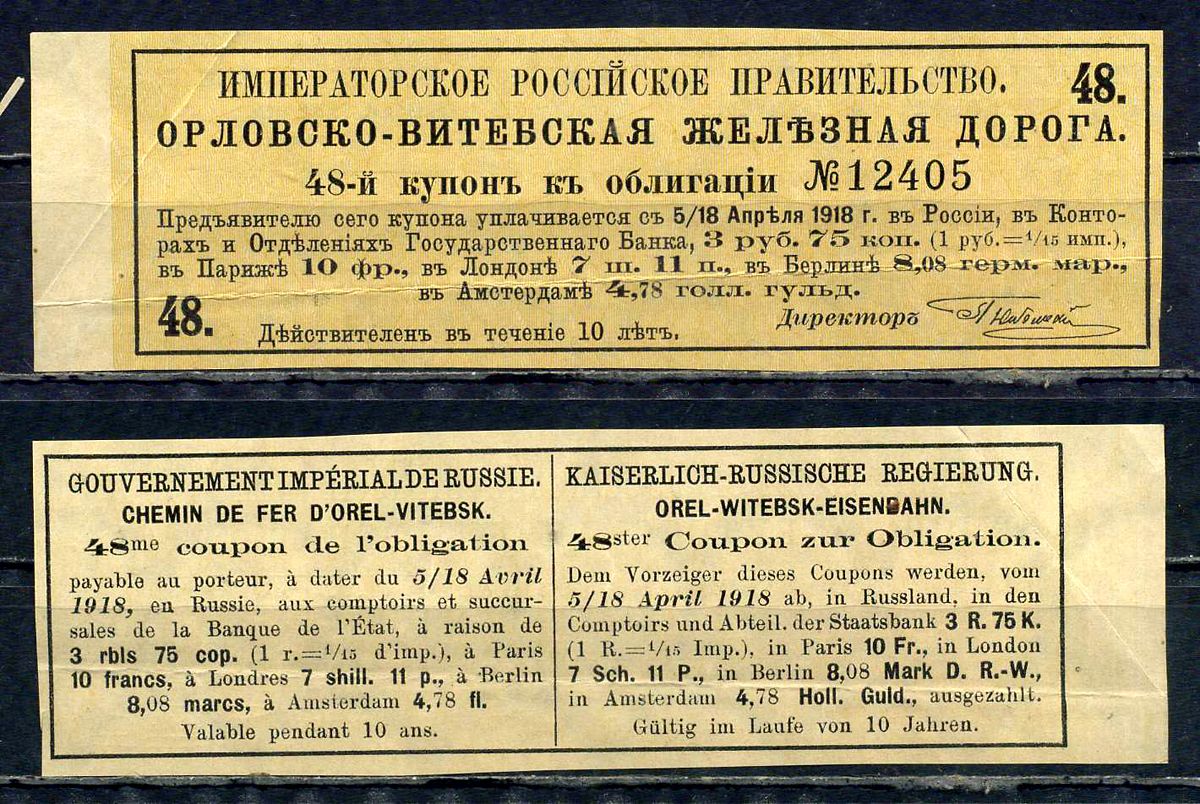 ИМПЕРАТОРСКОЕ РОССІЙСКОЕ ПРАВИТЕЛЬСТВО. 48.
ОРЛОВСКО-ВИТЕБСКАЯ ЖЕЛѢЗНАЯ ДОРОГА.
48-й купонъ къ облигаціи №12405
Предъявителю сего купона уплачивается съ 5/18 Апрѣля 1918 г. въ Россіи, въ Конто-
рахъ и Отдѣленіяхъ Государственнаго Банка, 3 руб. 75 коп. (1 руб.=1/15 имп.),
въ Парижѣ 10 фр., въ Лондонѣ 7 ш. 11 п., въ Берлинѣ 8,08 герм. мар.,
въ Амстердамѣ 4,78 голл. гульд.
48. Дѣйствителенъ въ теченіе 10 лѣтъ. Директоръ
GOUVERNEMENT IMPÉRIAL DE RUSSIE.
CHEMIN DE FER D'OREL-VITEBSK.
48me coupon de l'obligation
payable au porteur, à dater du 5/18 Avril
1918, en Russie, aux comptoirs et succur-
sales de la Banque de l'État, à raison de
3 rbls 75 cop. (1 r.=1/15 d'imp.), à Paris
10 francs, à Londres 7 shill. 11 p., à Berlin
8,08 marcs, à Amsterdam 4,78 fl.
Valable pendant 10 ans.
KAISERLICH-RUSSISCHE REGIERUNG.
OREL-WITEBSK-EISENBAHN.
48ster Coupon zur Obligation.
Dem Vorzeiger dieses Coupons werden, vom
5/18 April 1918 ab, in Russland, in den
Comptoirs und Abteil. der Staatsbank 3 R. 75 K.
(1 R.=1/15 Imp.), in Paris 10 Fr., in London
7 Sch. 11 P., in Berlin 8,08 Mark D. R.-W.,
in Amsterdam 4,78 Holl. Guld., ausgezahlt.
Gültig im Laufe von 10 Jahren.